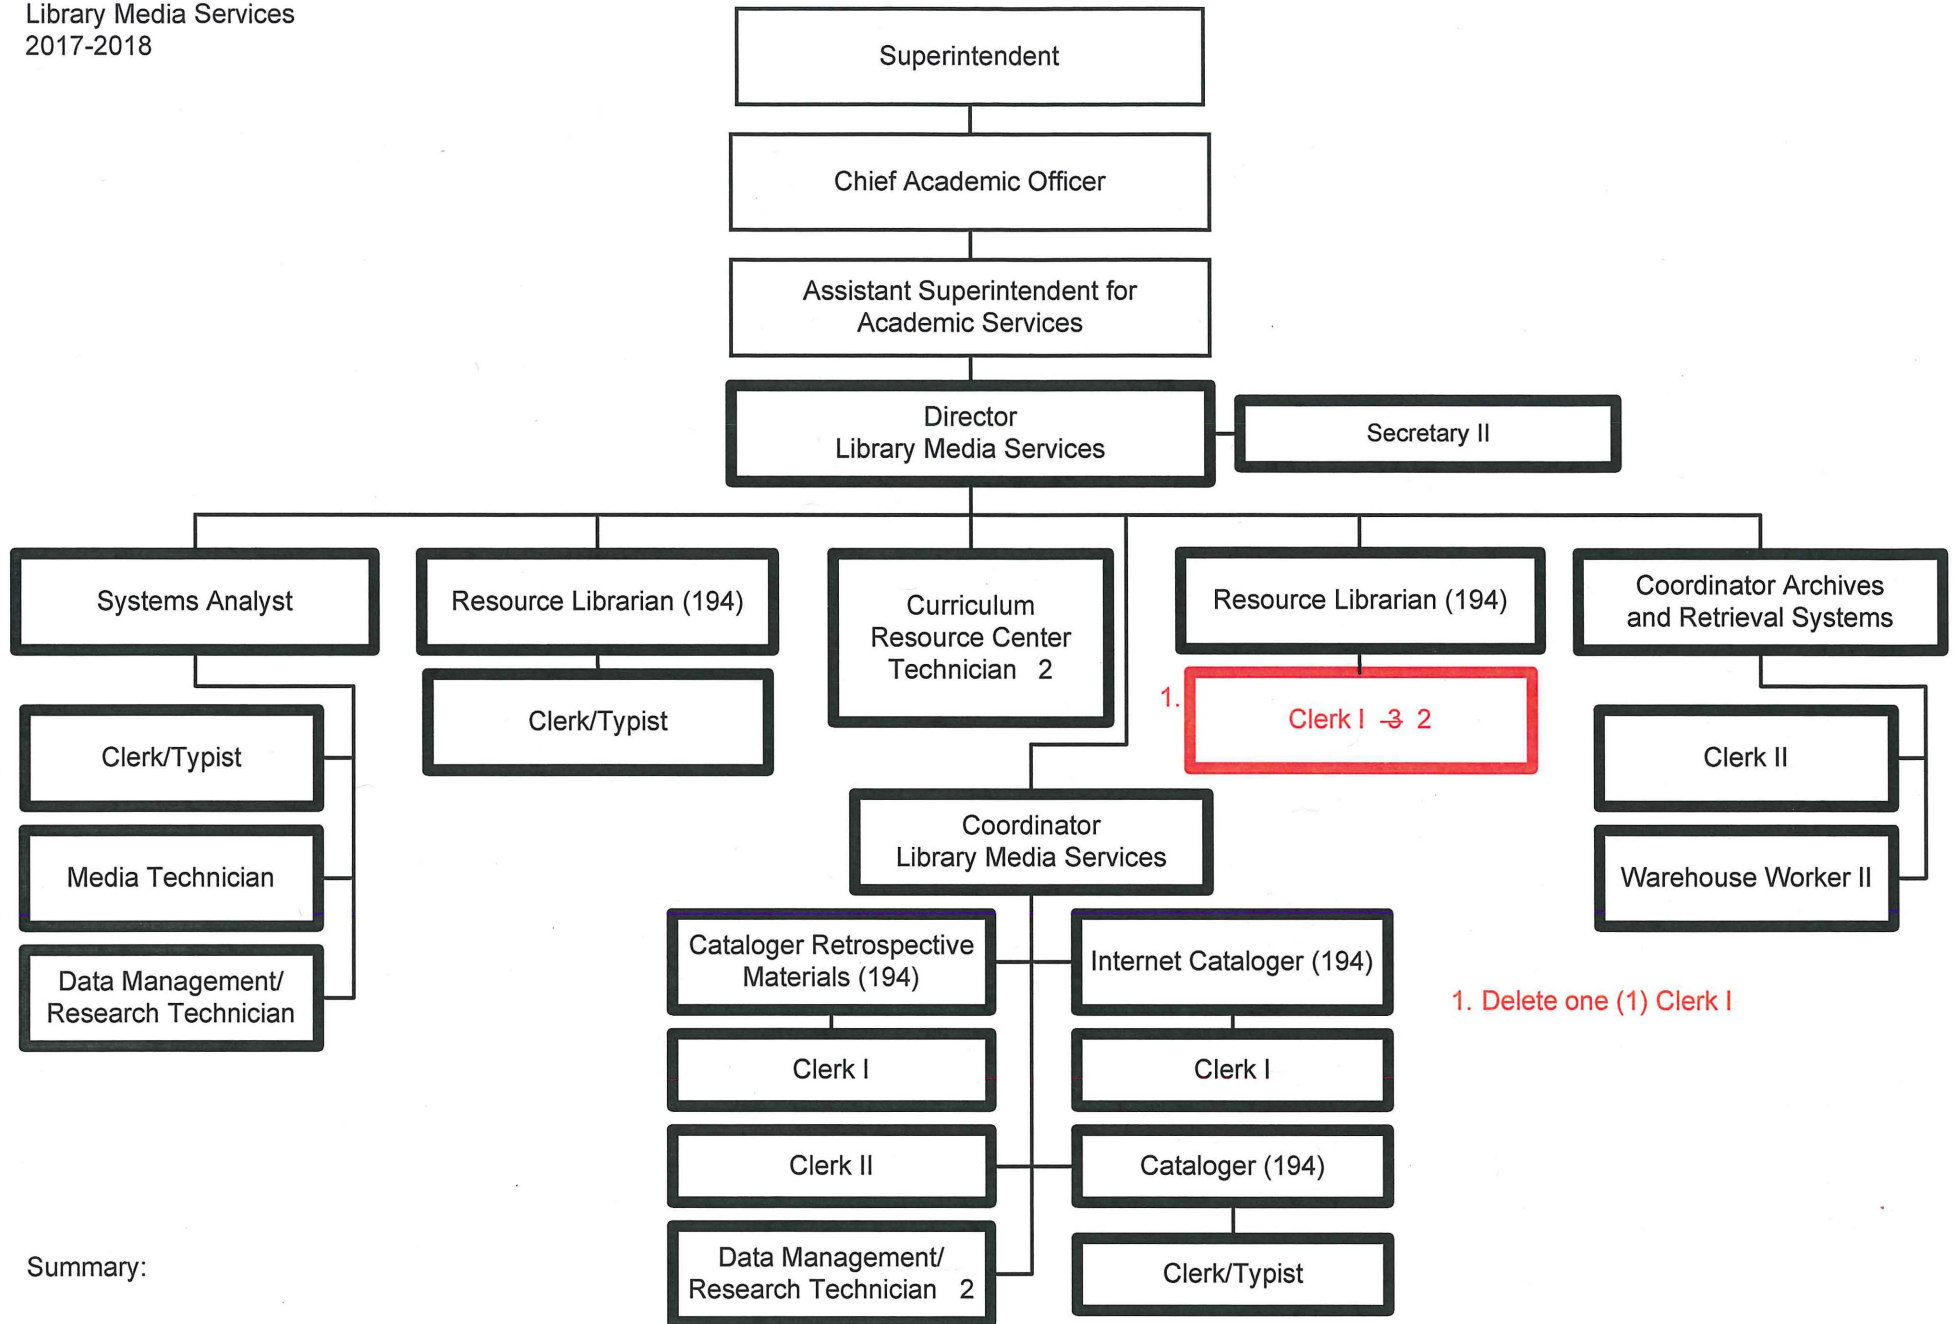 Library Media Services
2017-2018
Superintendent
Chief Academic Officer
Assistant Superintendent for
Academic Services
Director
Library Media Services
Secretary II
Systems Analyst
Resource Librarian (194)
Curriculum
Resource Center
Technician 2
Resource Librarian (194)
Coordinator Archives
and Retrieval Systems
Clerk/Typist
Clerk/Typist
1.
Clerk I 3 2
Clerk II
Media Technician
Coordinator
Library Media Services
Warehouse Worker II
Data Management/
Research Technician
Cataloger Retrospective
Materials (194)
Internet Cataloger (194)
1. Delete one (1) Clerk I
Clerk I
Clerk I
Clerk II
Cataloger (194)
Data Management/
Research Technician 2
Clerk/Typist
Summary: